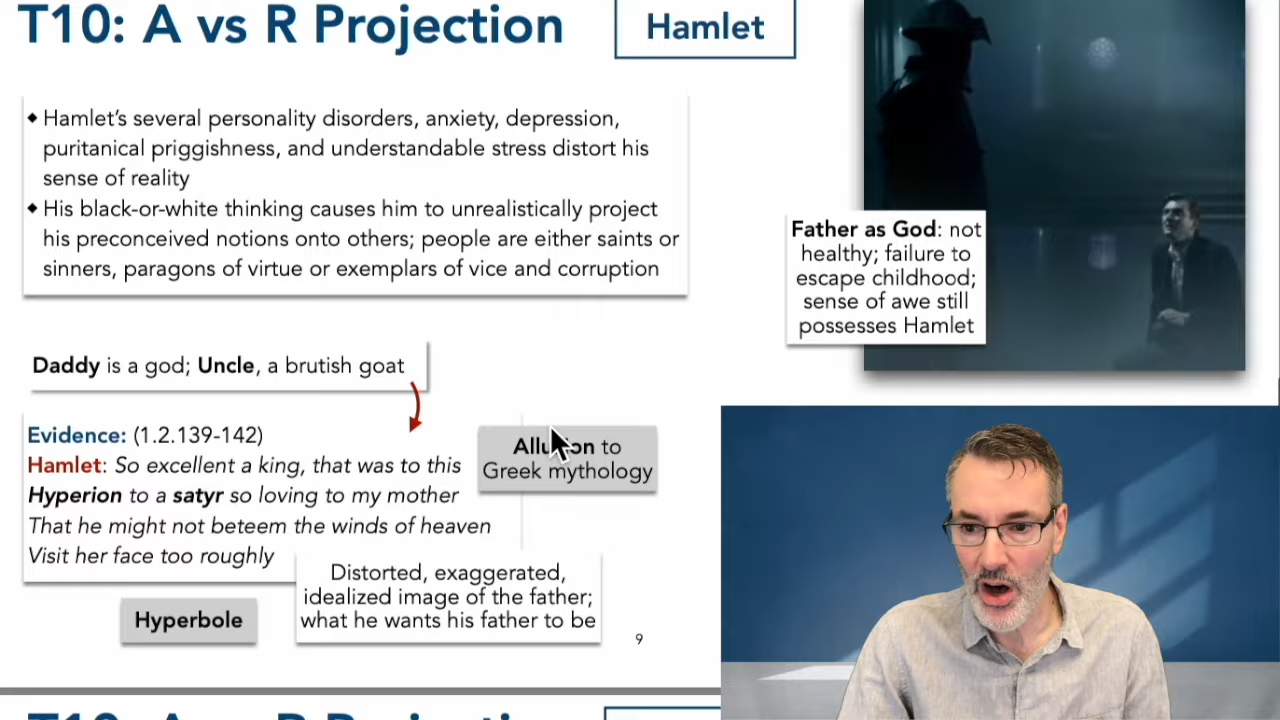 T10: A vs R Projection
Hamlet
◆ Hamlet's several personality disorders, anxiety, depression,
puritanical priggishness, and understandable stress distort his
sense of reality
◆ His black-or-white thinking causes him to unrealistically project
his preconceived notions onto others; people are either saints or
sinners, paragons of virtue or exemplars of vice and corruption
Father as God: not
healthy; failure to
escape childhood;
sense of awe still
possesses Hamlet
Daddy is a god; Uncle, a brutish goat
Evidence: (1.2.139-142)
Hamlet: So excellent a king, that was to this
Hyperion to a satyr so loving to my mother
That he might not beteem the winds of heaven
Visit her face too roughly
Allusion to
Greek mythology
Hyperbole
Distorted, exaggerated,
idealized image of the father;
what he wants his father to be
9
T10: A vs R Projection